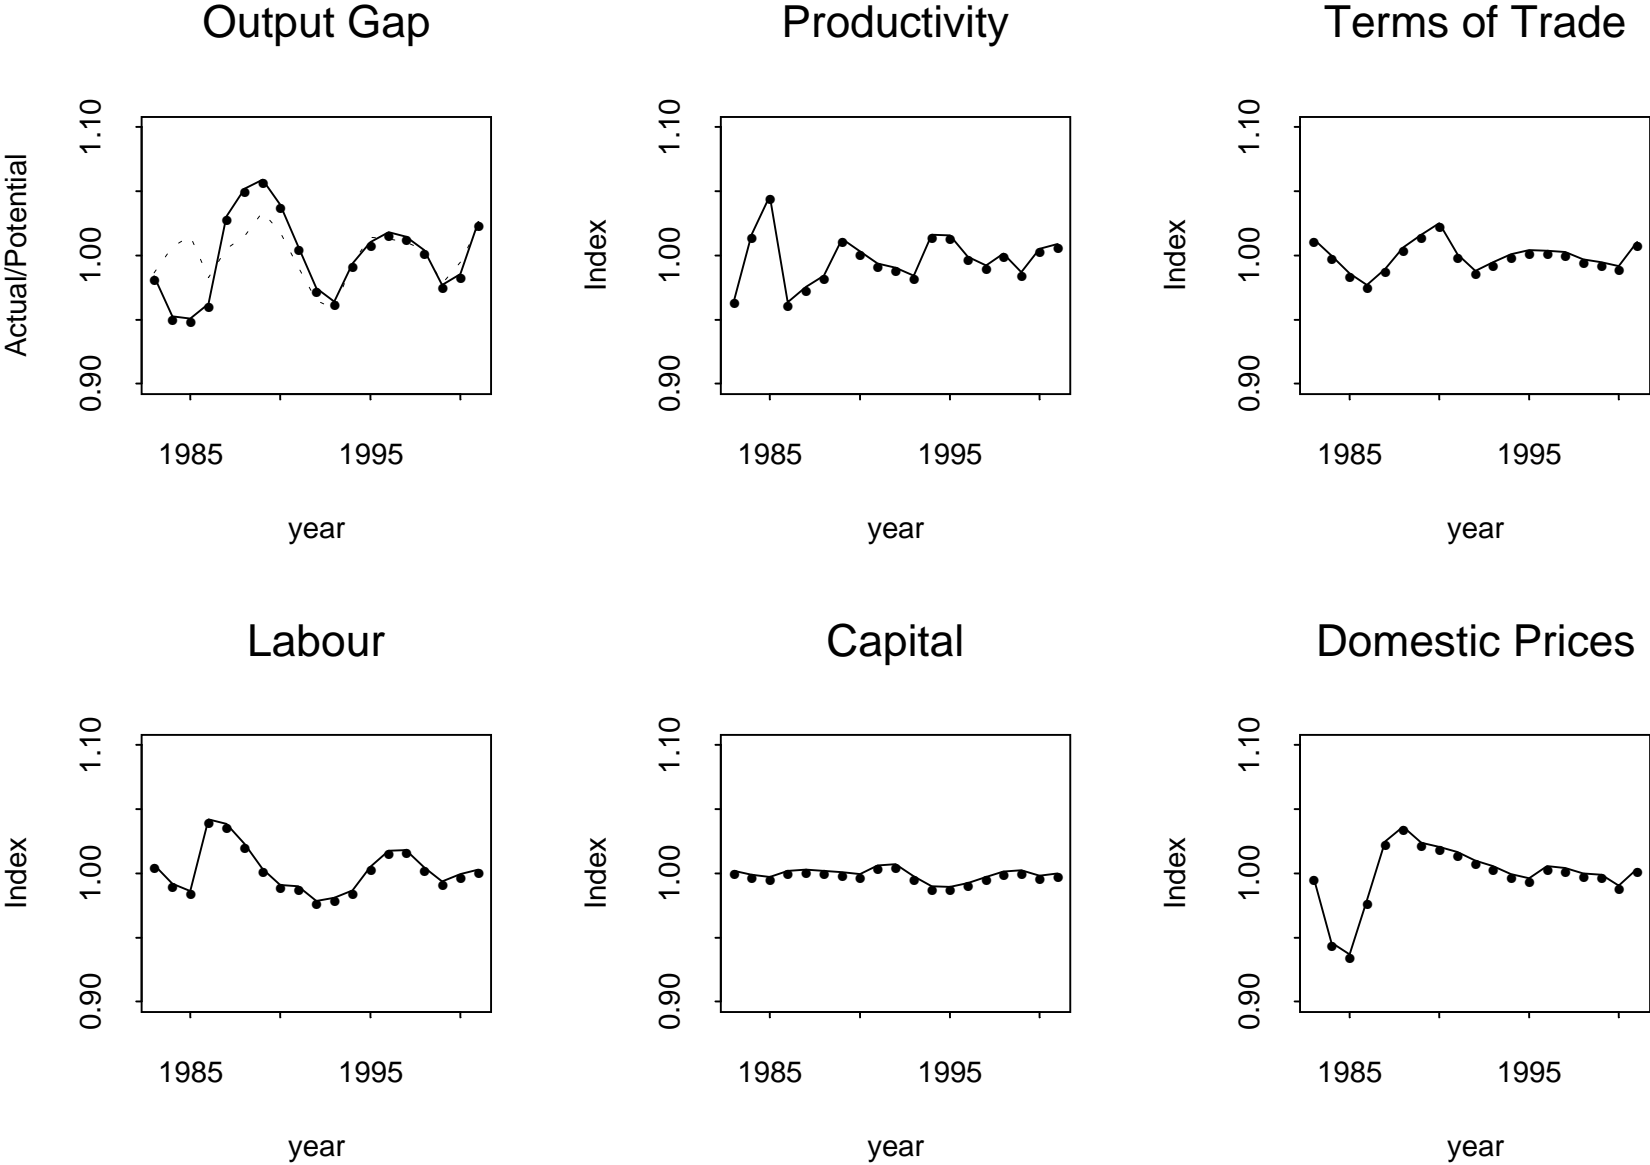 Output Gap
Actual/Potential
1.10
1.00
0.90
1985 1995
year
Productivity
Index
1.10
1.00
0.90
1985 1995
year
Terms of Trade
Index
1.10
1.00
0.90
1985 1995
year
Labour
Index
1.10
1.00
0.90
1985 1995
year
Capital
Index
1.10
1.00
0.90
1985 1995
year
Domestic Prices
Index
1.10
1.00
0.90
1985 1995
year